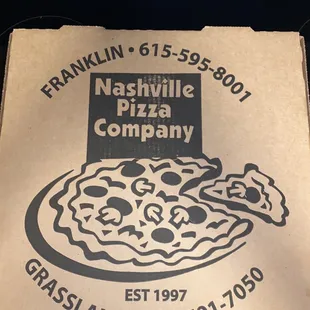 FRANKLIN • 615-595-8001
Nashville
Pizza
Company
EST 1997